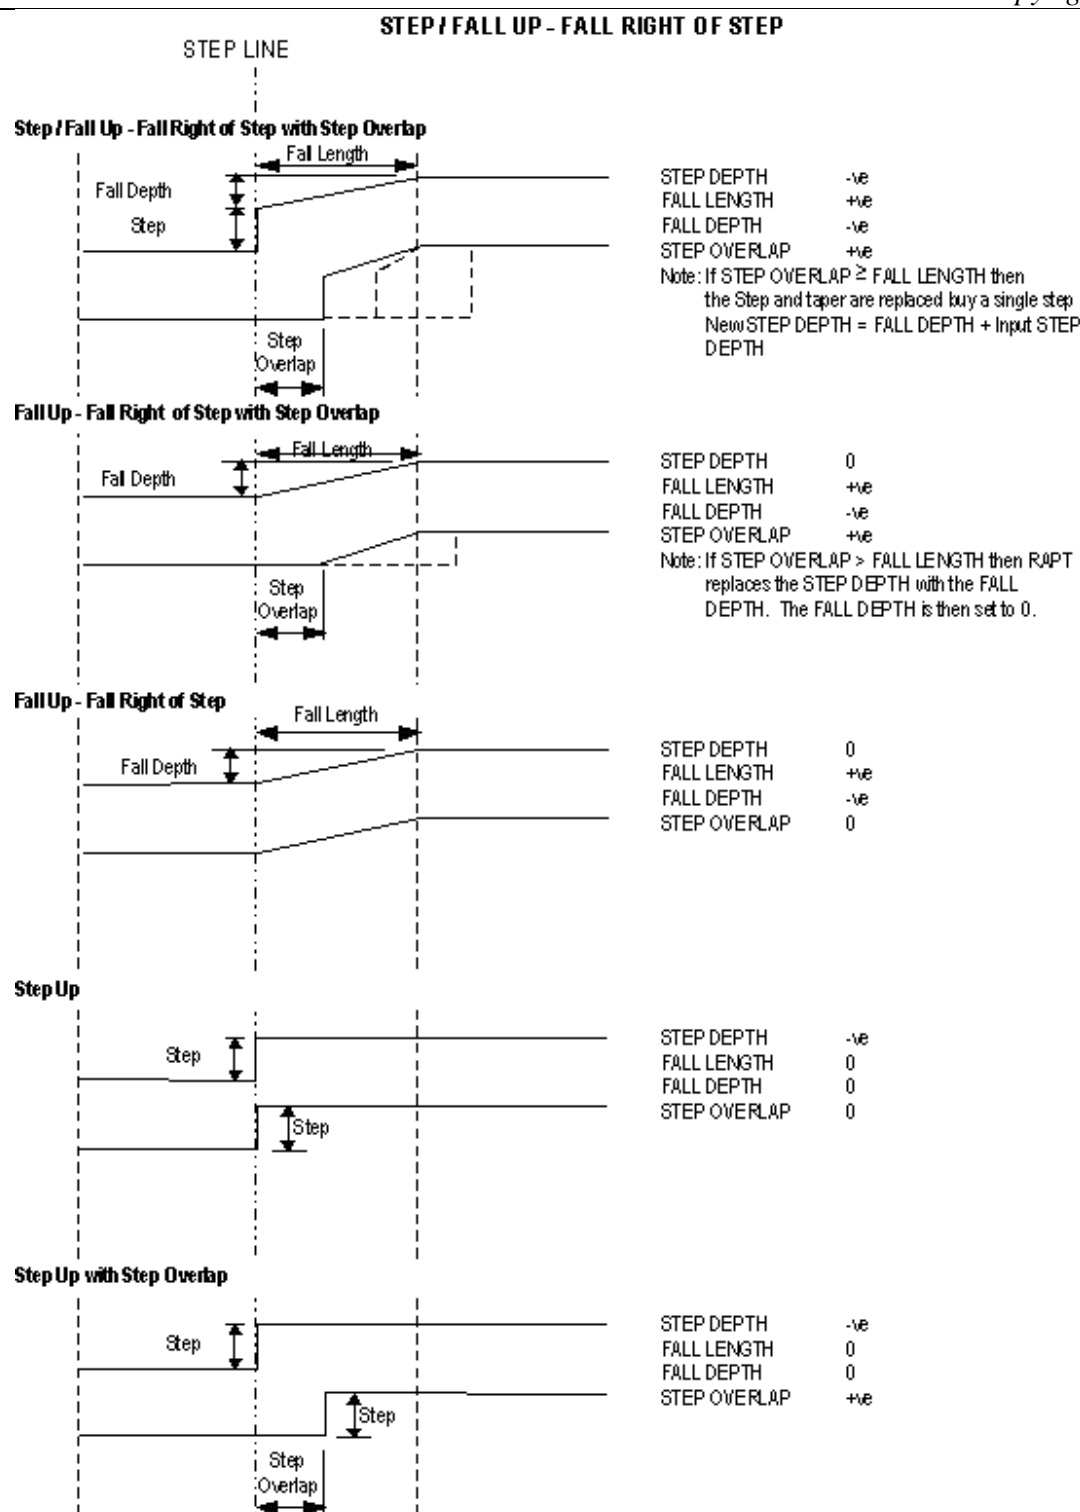 STEP / FALL UP - FALL RIGHT OF STEP
STEP LINE
Step / Fall Up - Fall Right of Step with Step Overlap
Fall Length
Fall Depth
Step
Step
Overlap
STEP DEPTH -ve
FALL LENGTH +ve
FALL DEPTH -ve
STEP OVERLAP +ve
Note: If STEP OVERLAP ≥ FALL LENGTH then
the Step and taper are replaced buy a single step
New STEP DEPTH = FALL DEPTH + Input STEP
DEPTH
Fall Up - Fall Right of Step with Step Overlap
Fall Length
Fall Depth
Step
Overlap
STEP DEPTH 0
FALL LENGTH +ve
FALL DEPTH -ve
STEP OVERLAP +ve
Note: If STEP OVERLAP > FALL LENGTH then RAPT
replaces the STEP DEPTH with the FALL
DEPTH. The FALL DEPTH is then set to 0.
Fall Up - Fall Right of Step
Fall Length
Fall Depth
STEP DEPTH 0
FALL LENGTH +ve
FALL DEPTH -ve
STEP OVERLAP 0
Step Up
Step
Step
STEP DEPTH -ve
FALL LENGTH 0
FALL DEPTH 0
STEP OVERLAP 0
Step Up with Step Overlap
Step
Step
Step
Overlap
STEP DEPTH -ve
FALL LENGTH 0
FALL DEPTH 0
STEP OVERLAP +ve